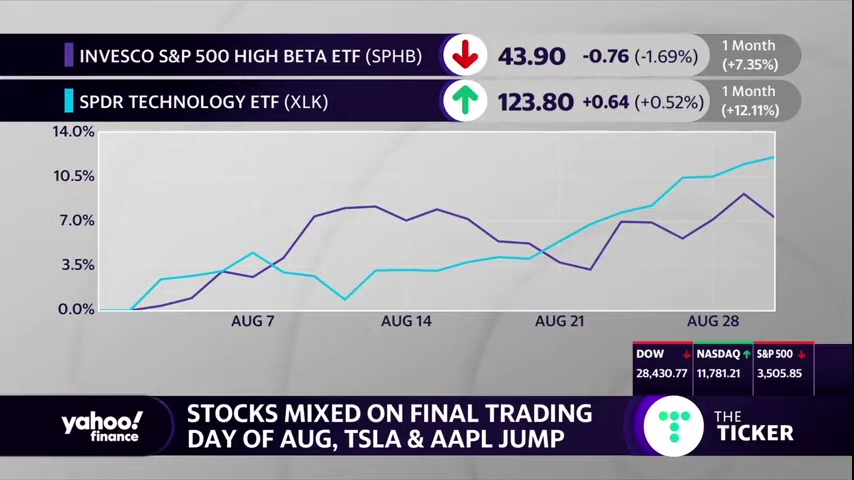 INVESCO S&P 500 HIGH BETA ETF (SPHB) 43.90 -0.76 (-1.69%) 1 Month (+7.35%)
SPDR TECHNOLOGY ETF (XLK) 123.80 +0.64 (+0.52%) 1 Month (+12.11%)
14.0%
10.5%
7.0%
3.5%
0.0%
AUG 7 AUG 14 AUG 21 AUG 28
DOW NASDAQ S&P 500
28,430.77 11,781.21 3,505.85
yahoo!
finance
STOCKS MIXED ON FINAL TRADING
DAY OF AUG, TSLA & AAPL JUMP
THE
TICKER